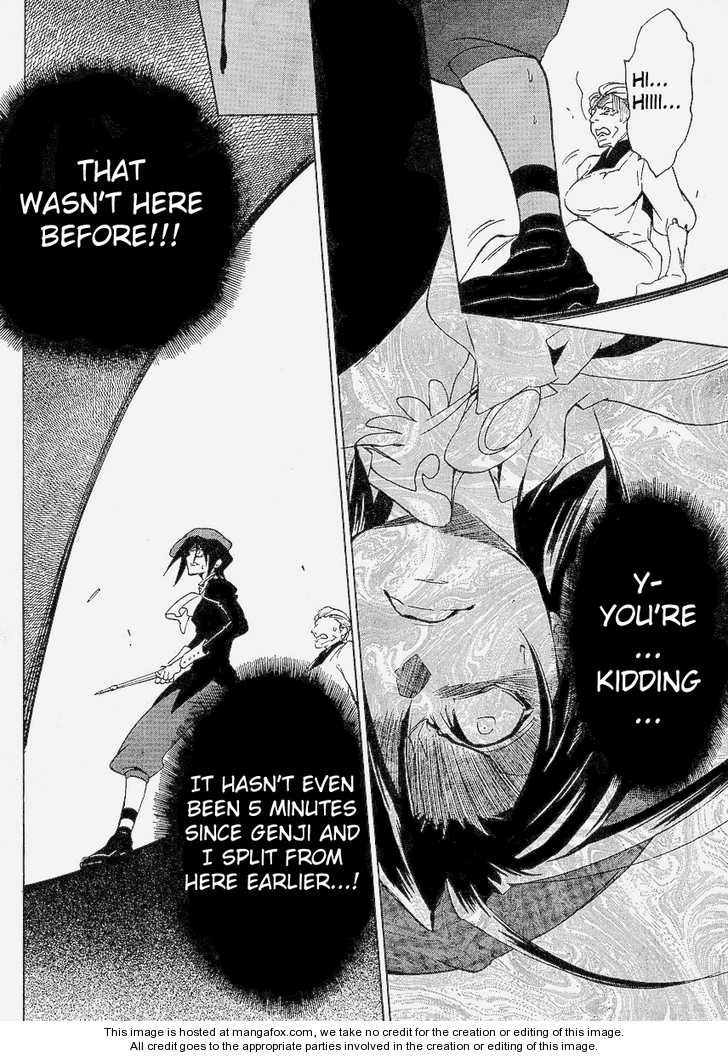 HI...
HIIII...
Y-
YOU'RE
...
KIDDING
...
THAT
WASN'T HERE
BEFORE!!!
IT HASN'T EVEN
BEEN 5 MINUTES
SINCE GENJI AND
I SPLIT FROM
HERE EARLIER...!
This image is hosted at mangafox.com, we take no credit for the creation or editing of this image.
All credit goes to the appropriate parties involved in the creation or editing of this image.